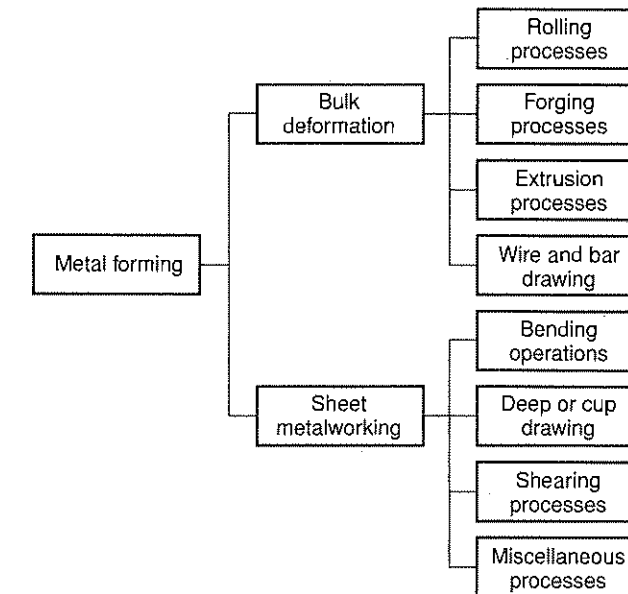 Rolling
processes
Bulk
deformation
Forging
processes
Extrusion
processes
Metal forming
Wire and bar
drawing
Bending
operations
Sheet
metalworking
Deep or cup
drawing
Shearing
processes
Miscellaneous
processes